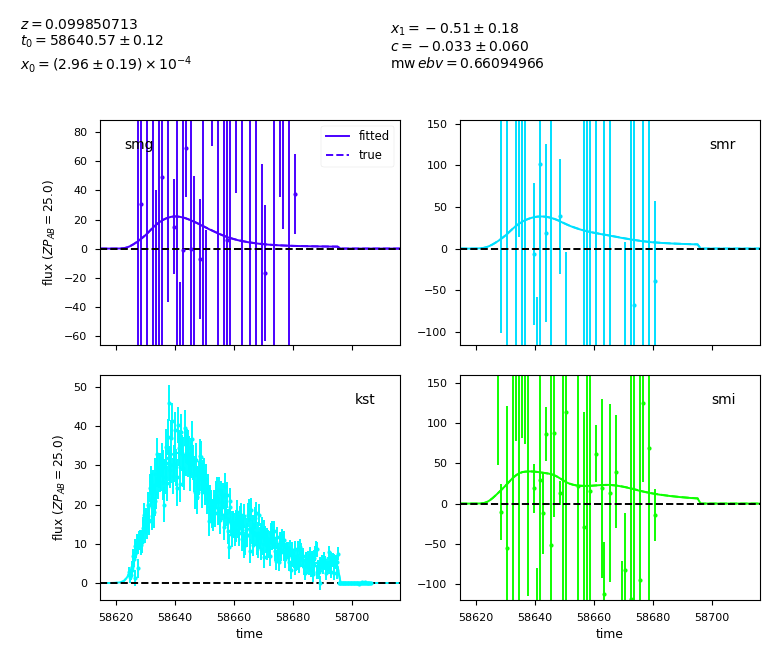 z = 0.099850713
t₀ = 58640.57 ± 0.12
x₀ = (2.96 ± 0.19) × 10⁻⁴
x₁ = −0.51 ± 0.18
c = −0.033 ± 0.060
mw ebv = 0.66094966
smg
fitted
true
80
60
40
20
0
−20
−40
−60
flux (ZP_AB = 25.0)
smr
150
100
50
0
−50
−100
kst
50
40
30
20
10
0
flux (ZP_AB = 25.0)
58620 58640 58660 58680 58700
time
smi
150
100
50
0
−50
−100
58620 58640 58660 58680 58700
time